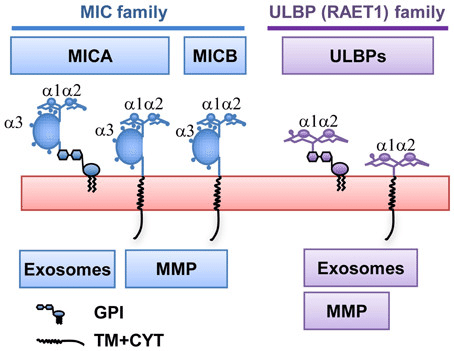 MIC family
ULBP (RAET1) family
MICA
MICB
ULBPs
α1α2
α3
α1α2
α3
α1α2
α3
α1α2
α1α2
Exosomes
MMP
Exosomes
MMP
GPI
TM+CYT